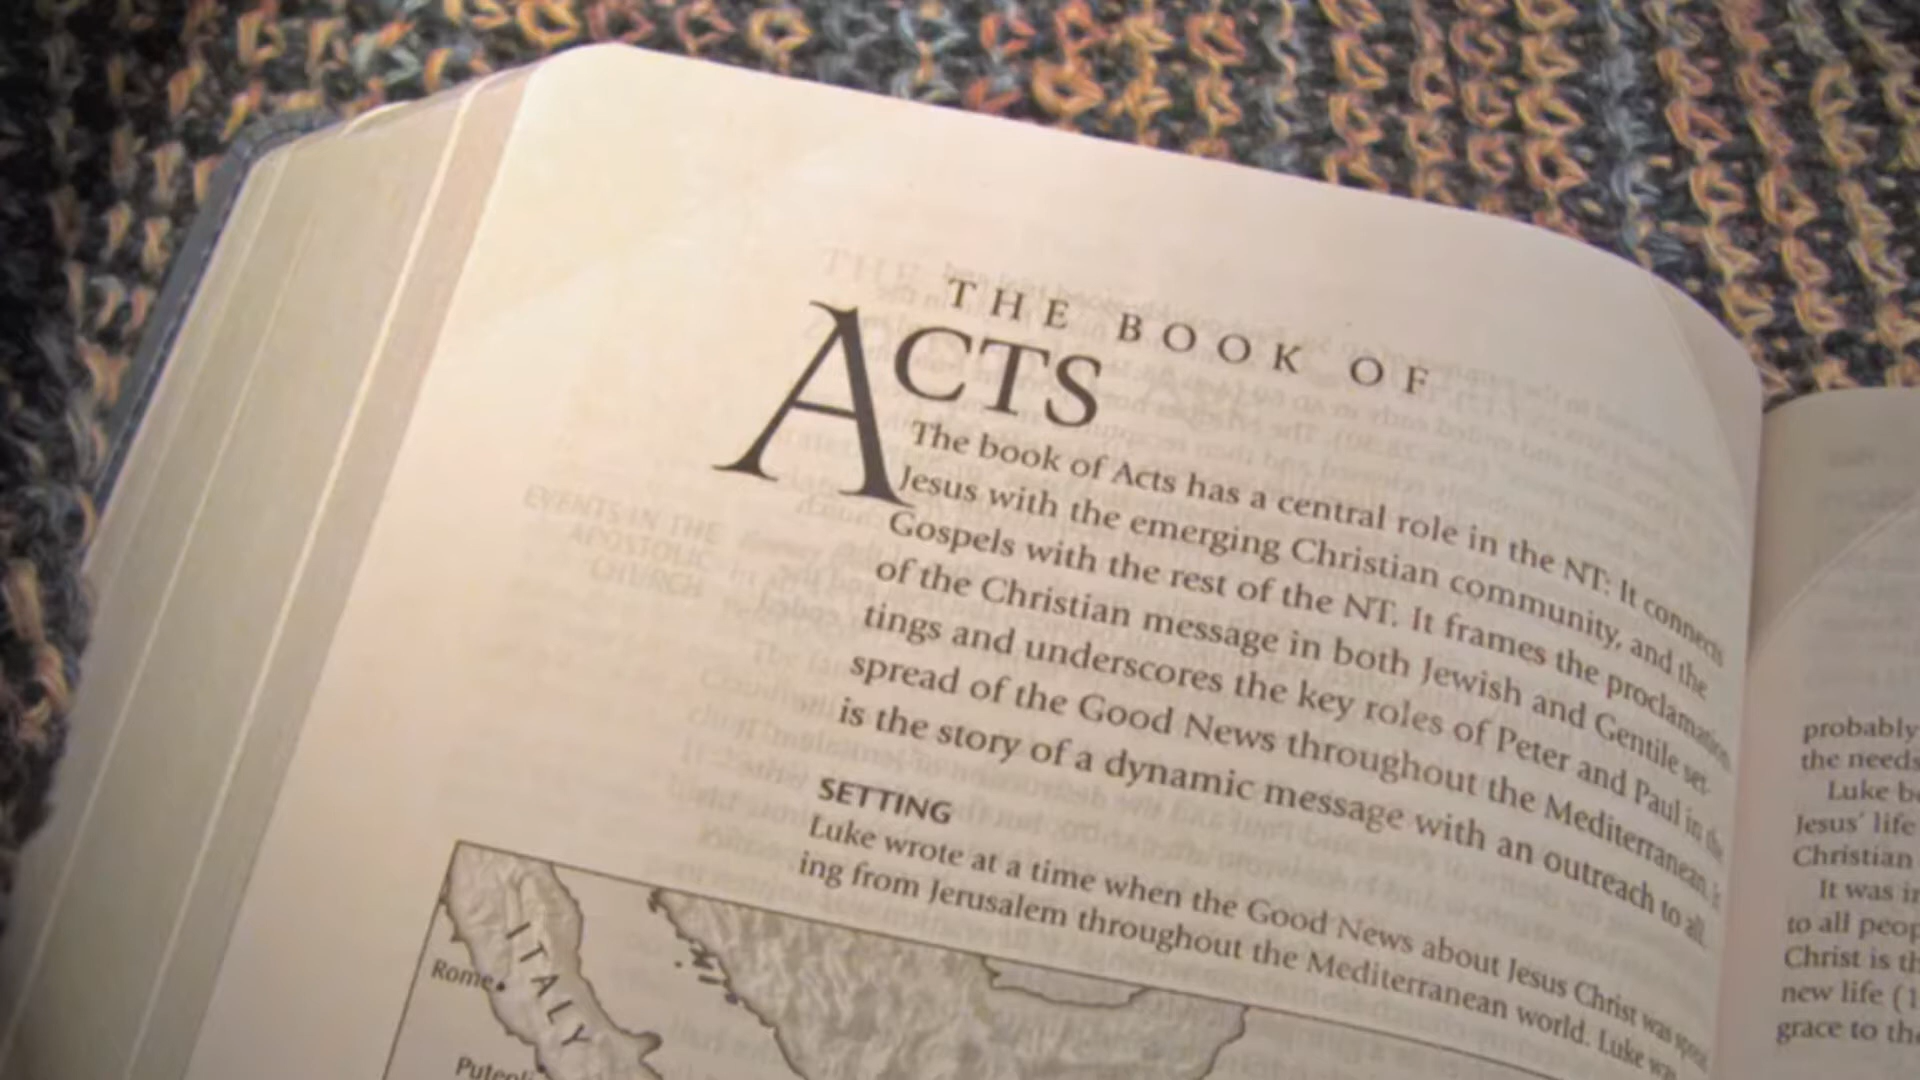 THE BOOK OF
ACTS
The book of Acts has a central role in the NT: It connects
Jesus with the emerging Christian community, and the
Gospels with the rest of the NT. It frames the proclamation
of the Christian message in both Jewish and Gentile set-
tings and underscores the key roles of Peter and Paul in the
spread of the Good News throughout the Mediterranean. It
is the story of a dynamic message with an outreach to all.
SETTING
Luke wrote at a time when the Good News about Jesus Christ was
ing from Jerusalem throughout the Mediterranean world. Luke
ITALY
Rome
Puteoli
EVENTS IN THE
APOSTOLIC
CHURCH
probably
the needs
Luke
Jesus' life
Christian
It was
to all
Christ is
new life
grace to